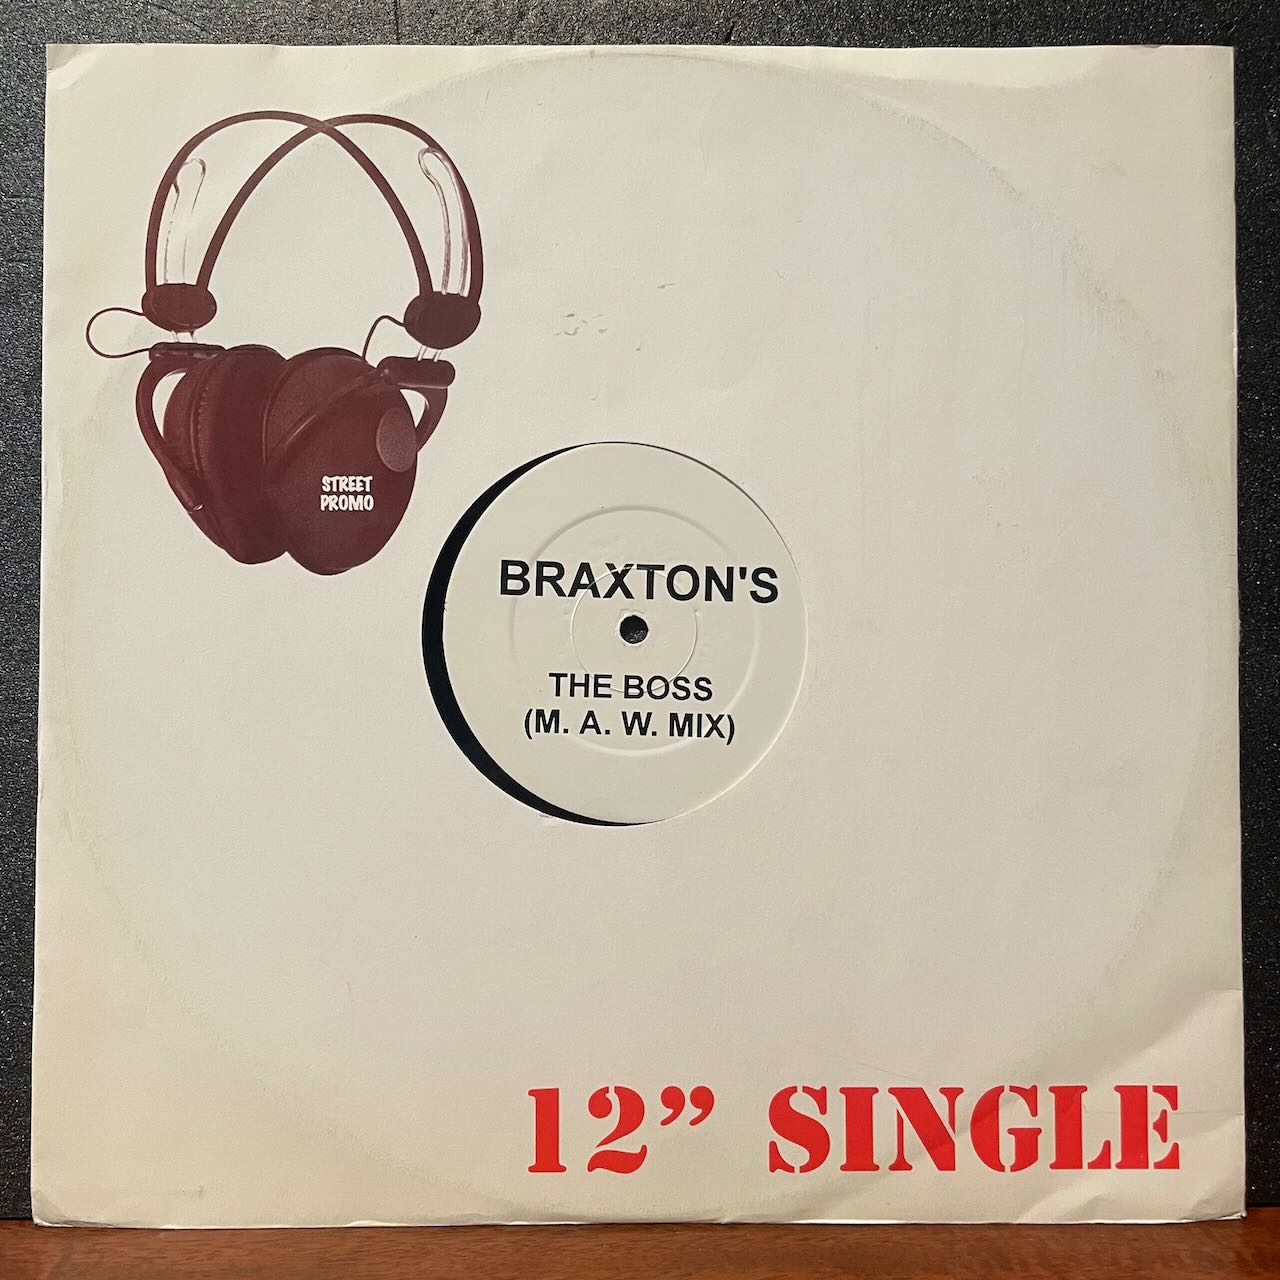 STREET
PROMO
BRAXTON'S
THE BOSS
(M. A. W. MIX)
12” SINGLE